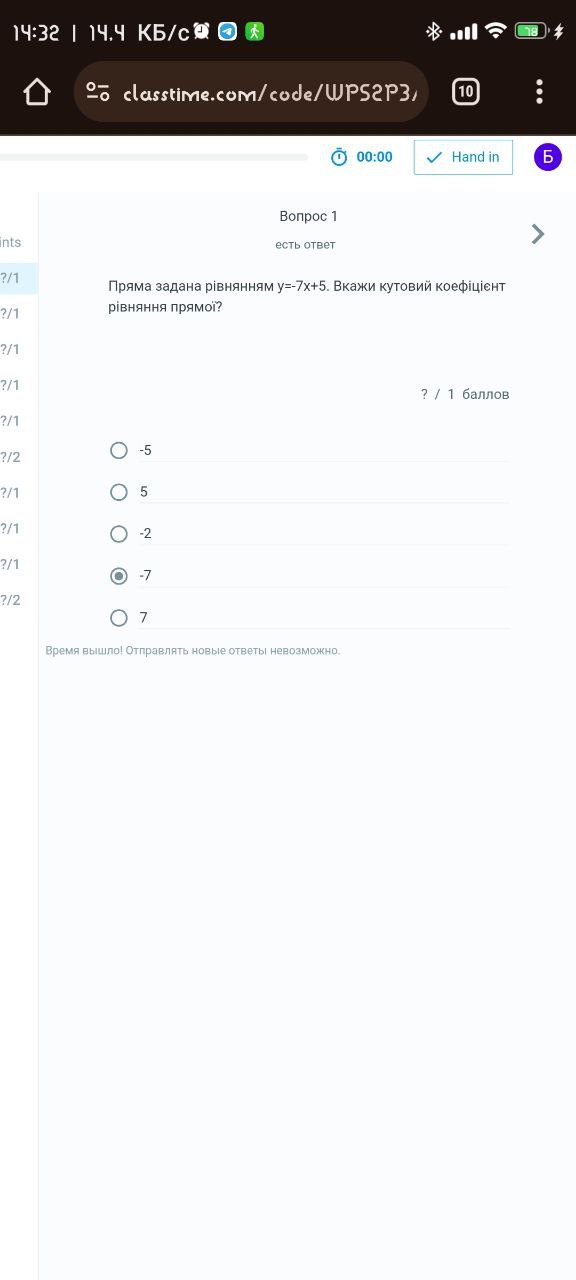 14:32 | 14,4 КБ/с
78
classtime.com/code/WPS2P3
10
00:00
Hand in
Б
ints
Вопрос 1
есть ответ
?/1
?/1
?/1
?/1
?/1
?/2
?/1
?/1
?/1
?/2
Пряма задана рівнянням y=-7x+5. Вкажи кутовий коефіцієнт
рівняння прямої?
? / 1 баллов
-5
5
-2
-7
7
Время вышло! Отправлять новые ответы невозможно.